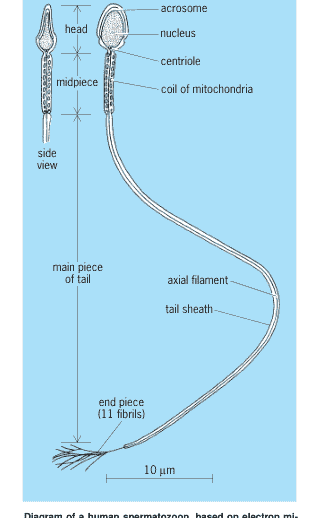 acrosome
head
nucleus
centriole
midpiece
coil of mitochondria
side
view
main piece
of tail
axial filament
tail sheath
end piece
(11 fibrils)
10 μm
Diagram of a human spermatozoon, based on electron mi-